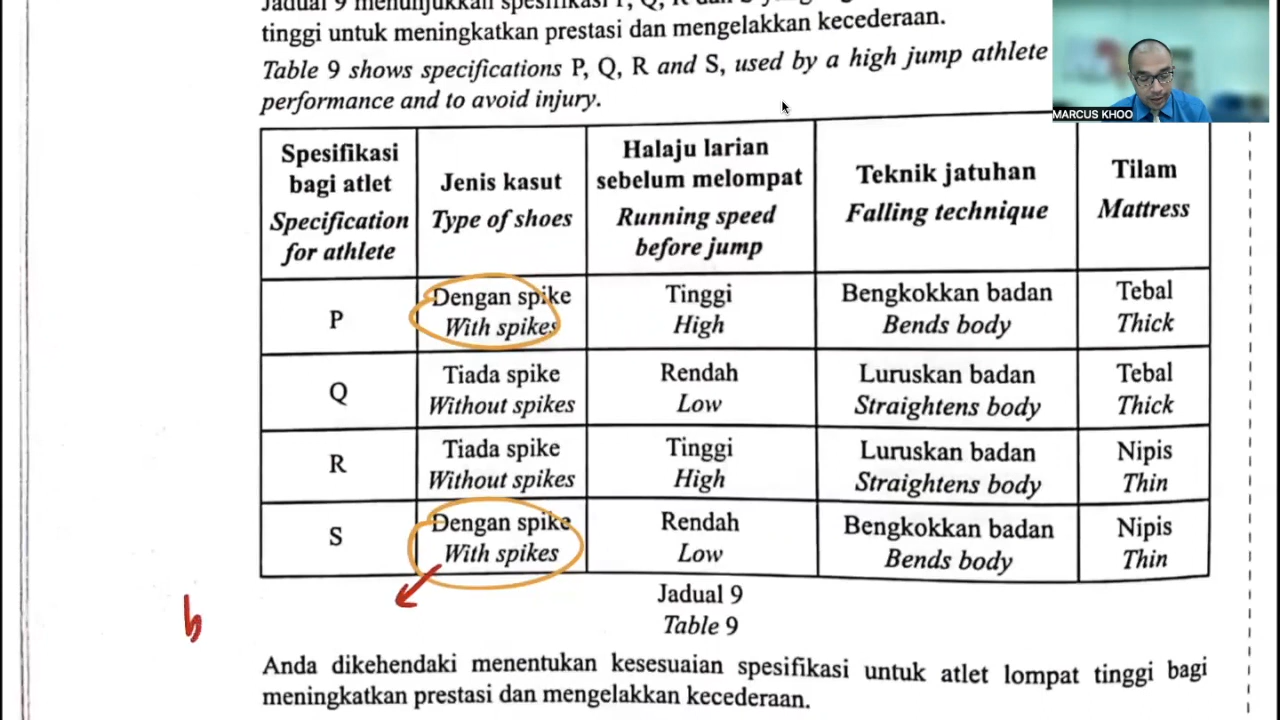 tinggi untuk meningkatkan prestasi dan mengelakkan kecederaan.
Table 9 shows specifications P, Q, R and S, used by a high jump athlete
performance and to avoid injury.
MARCUS KHOO
Spesifikasi bagi atlet
Specification for athlete
Jenis kasut
Type of shoes
Halaju larian sebelum melompat
Running speed before jump
Teknik jatuhan
Falling technique
Tilam
Mattress
P
Dengan spike
With spikes
Tinggi
High
Bengkokkan badan
Bends body
Tebal
Thick
Q
Tiada spike
Without spikes
Rendah
Low
Luruskan badan
Straightens body
Tebal
Thick
R
Tiada spike
Without spikes
Tinggi
High
Luruskan badan
Straightens body
Nipis
Thin
S
Dengan spike
With spikes
Rendah
Low
Bengkokkan badan
Bends body
Nipis
Thin
Jadual 9
Table 9
Anda dikehendaki menentukan kesesuaian spesifikasi untuk atlet lompat tinggi bagi
meningkatkan prestasi dan mengelakkan kecederaan.